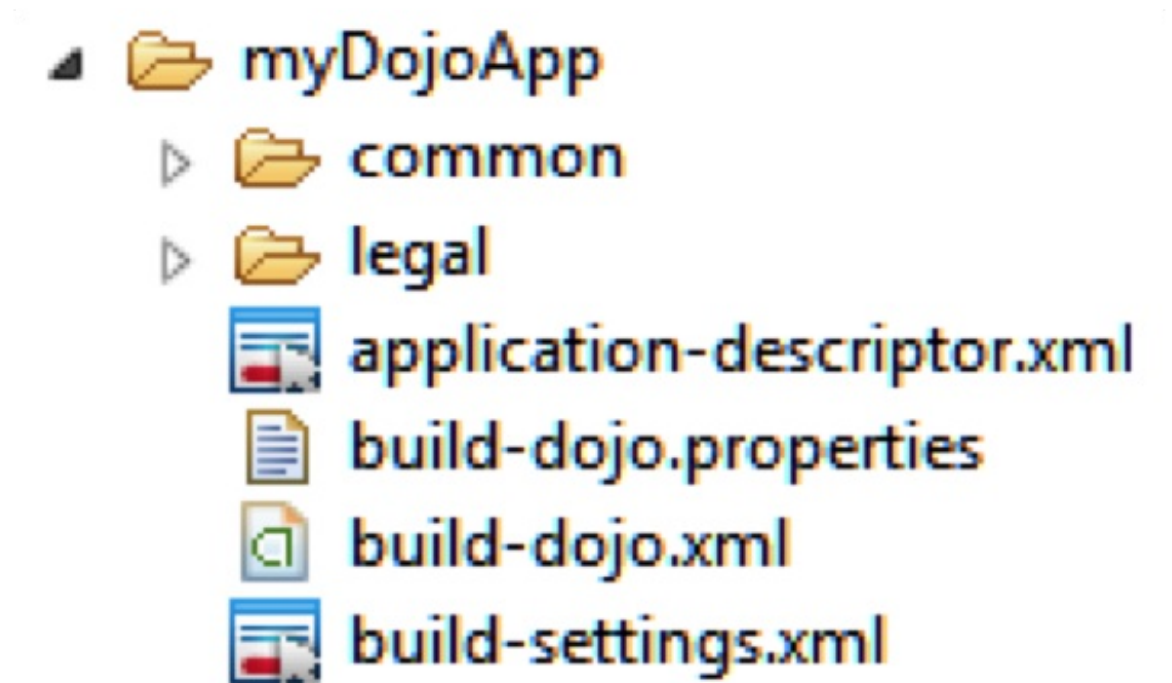 myDojoApp
common
legal
application-descriptor.xml
build-dojo.properties
build-dojo.xml
build-settings.xml